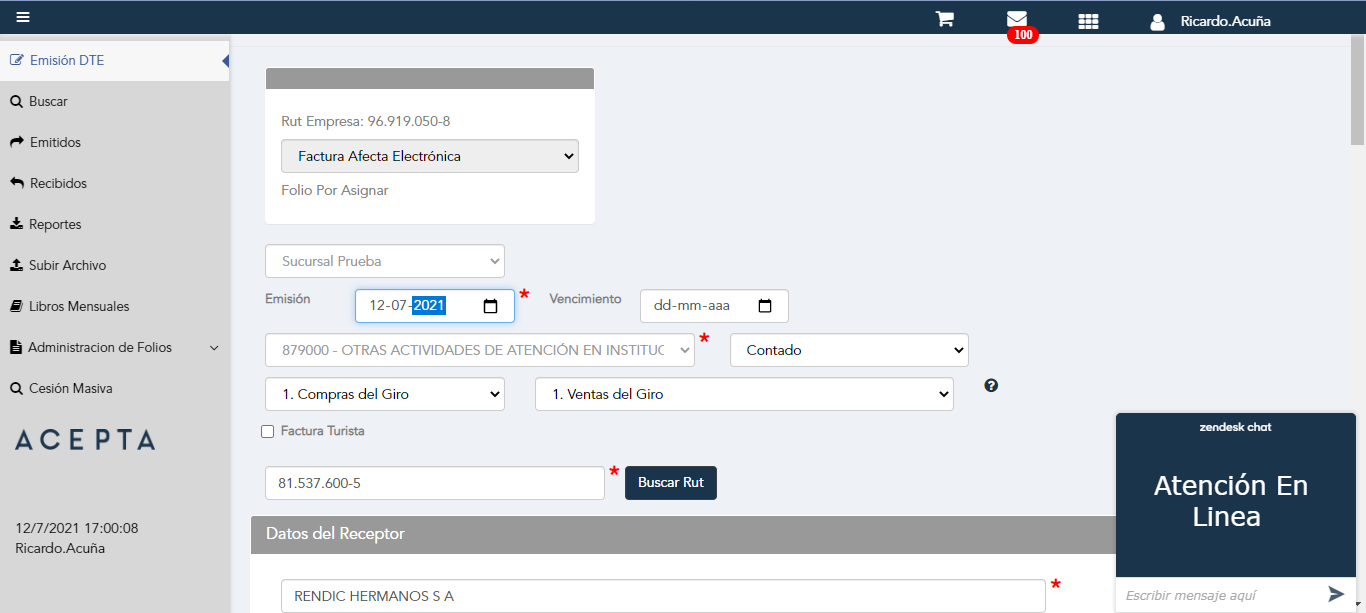 100
Ricardo.Acuña
Emisión DTE
Buscar
Emitidos
Recibidos
Reportes
Subir Archivo
Libros Mensuales
Administracion de Folios
Cesión Masiva
ACEPTA
12/7/2021 17:00:08
Ricardo.Acuña
Rut Empresa: 96.919.050-8
Factura Afecta Electrónica
Folio Por Asignar
Sucursal Prueba
Emisión 12-07-2021 * Vencimiento dd-mm-aaa
879000 - OTRAS ACTIVIDADES DE ATENCIÓN EN INSTITUC * Contado
1. Compras del Giro 1. Ventas del Giro ?
Factura Turista
81.537.600-5 * Buscar Rut
Datos del Receptor
RENDIC HERMANOS S A *
zendesk chat
Atención En
Linea
Escribir mensaje aquí